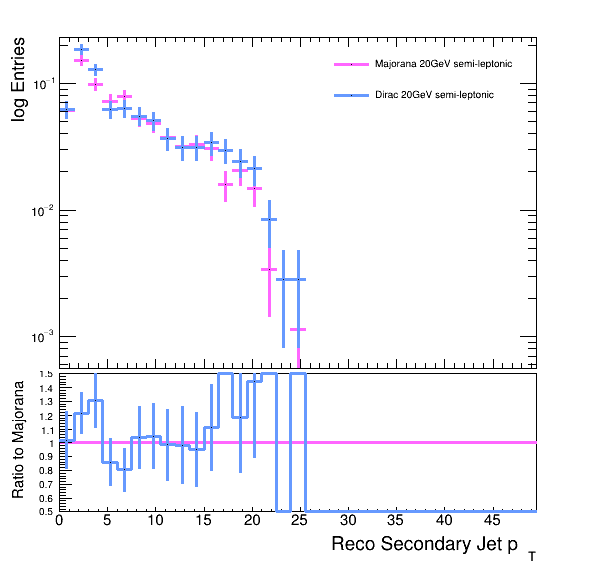 log Entries
Majorana 20GeV semi-leptonic
Dirac 20GeV semi-leptonic
10⁻¹
10⁻²
10⁻³
Ratio to Majorana
1.5
1.4
1.3
1.2
1.1
1
0.9
0.8
0.7
0.6
0.5
0 5 10 15 20 25 30 35 40 45
Reco Secondary Jet p
T